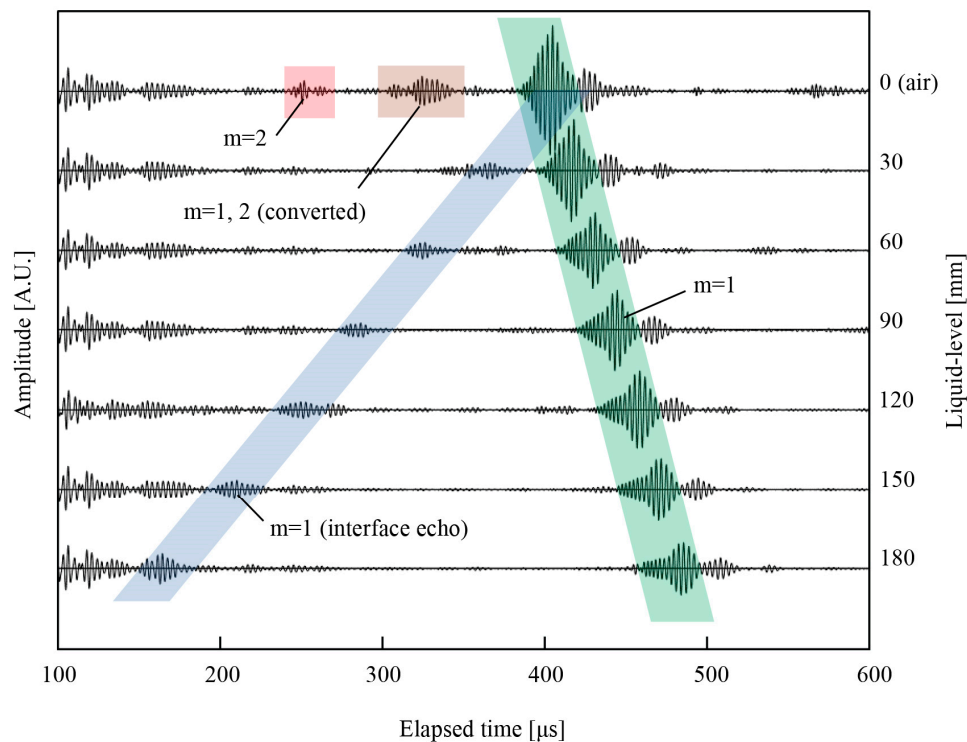 0 (air)
m=2
30
m=1, 2 (converted)
60
m=1
90
120
150
m=1 (interface echo)
180
Amplitude [A.U.]
Liquid-level [mm]
100 200 300 400 500 600
Elapsed time [μs]